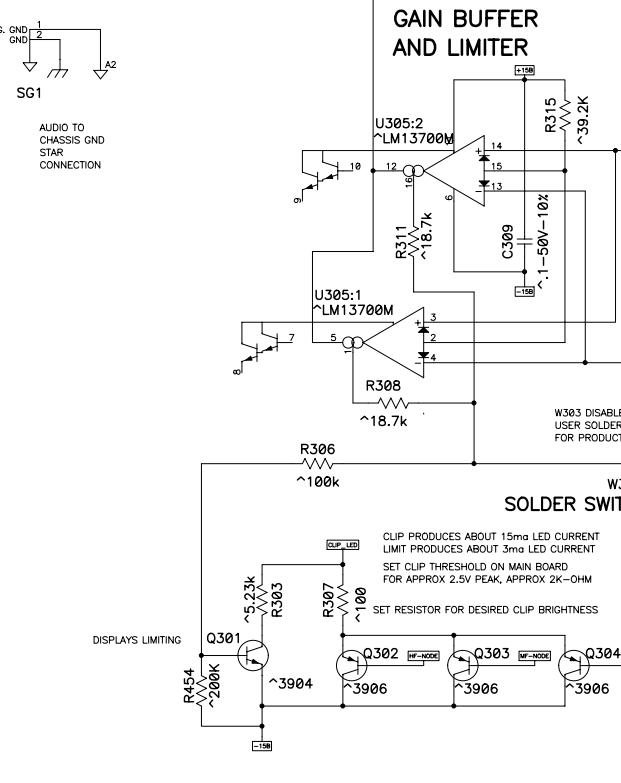 GAIN BUFFER
AND LIMITER
G. GND 1
GND 2
A2
SG1
AUDIO TO
CHASSIS GND
STAR
CONNECTION
+15B
R315
^39.2K
U305:2
^LM13700M
14
10
12
15
16
13
9
6
R311
^18.7k
C309
^.1-50V-10%
-15B
U305:1
^LM13700M
3
7
5
2
1
4
8
R308
^18.7k
W303 DISABLE
USER SOLDER
FOR PRODUCT
R306
^100k
SOLDER SWIT
CLIP PRODUCES ABOUT 15ma LED CURRENT
LIMIT PRODUCES ABOUT 3ma LED CURRENT
CLIP_LED
SET CLIP THRESHOLD ON MAIN BOARD
FOR APPROX 2.5V PEAK, APPROX 2K-OHM
^5.23k
R303
R307
^100
SET RESISTOR FOR DESIRED CLIP BRIGHTNESS
DISPLAYS LIMITING
Q301
Q302
HF-NODE
Q303
MF-NODE
Q304
R454
^200K
^3904
^3906
^3906
^3906
-15B